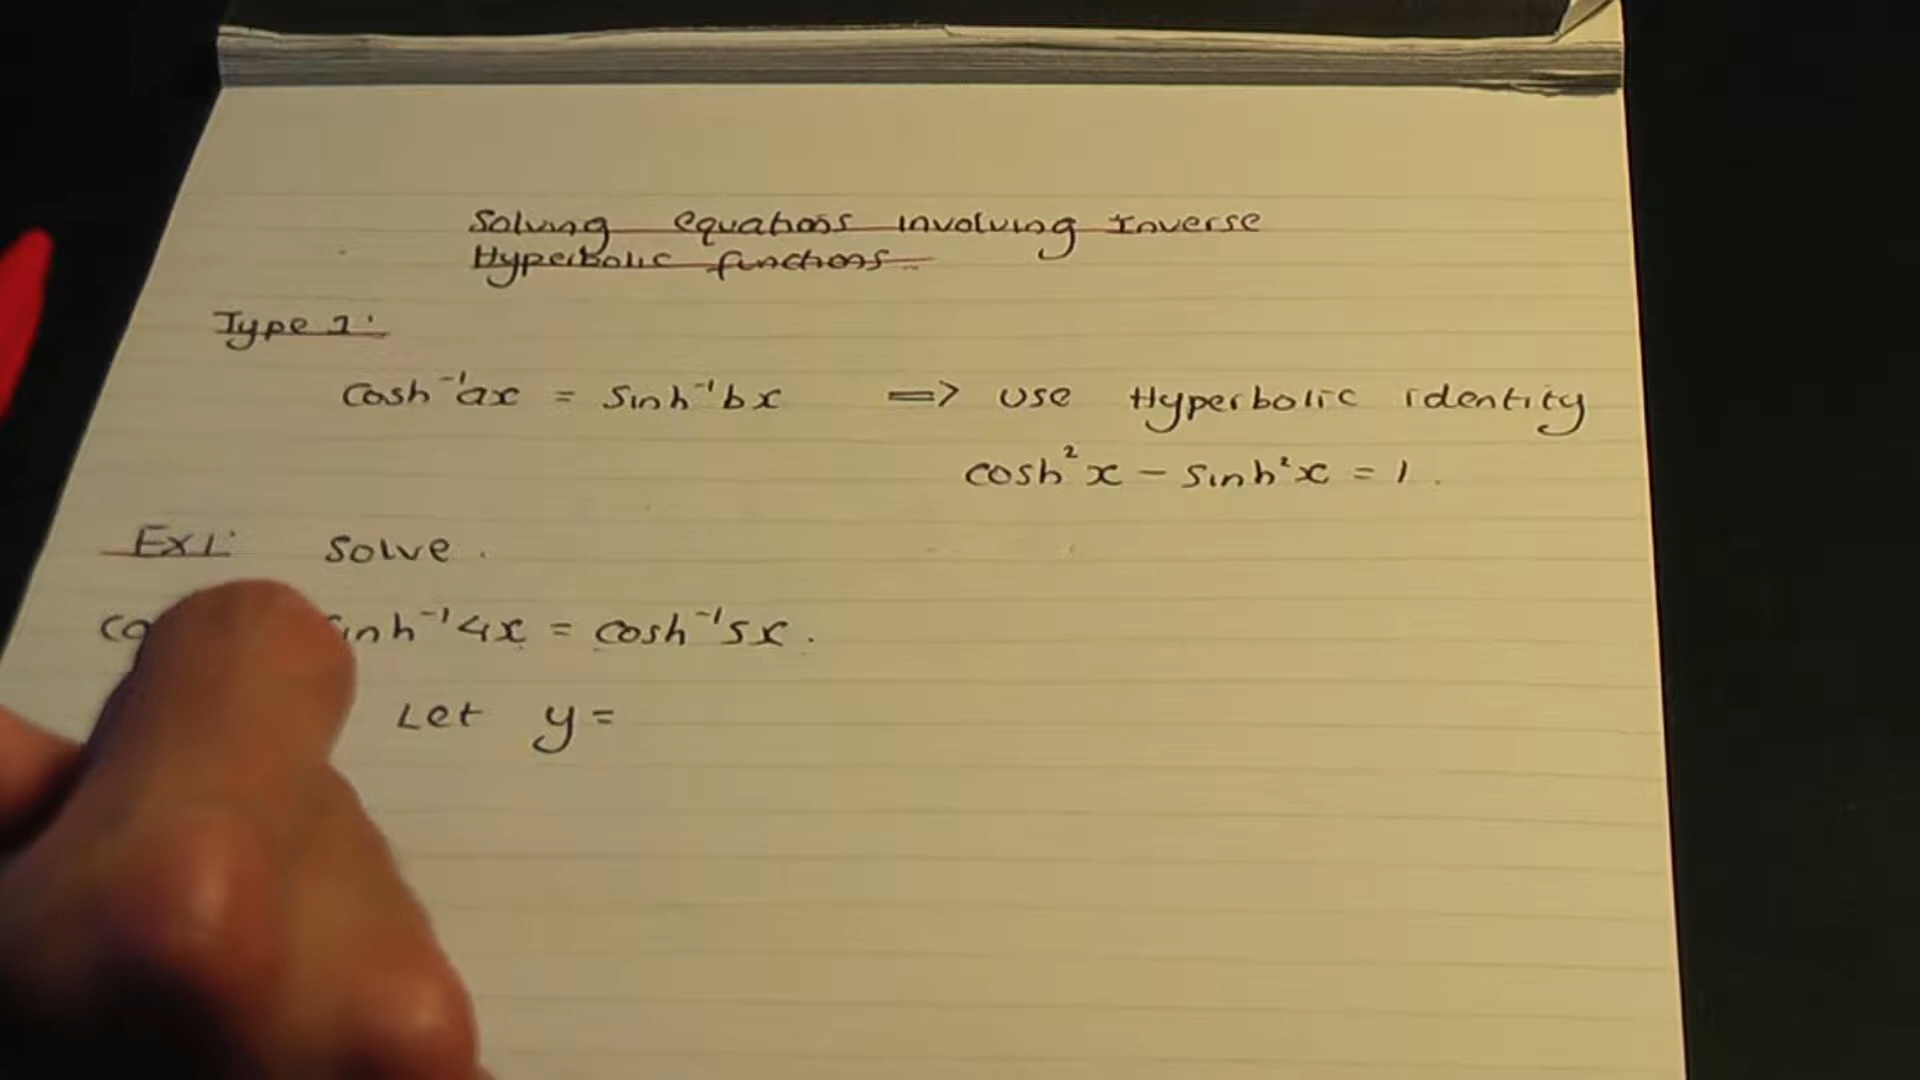 Solving equations involving Inverse
Hyperbolic functions.
Type 1:
cosh⁻¹ax = sinh⁻¹bx => use Hyperbolic identity
cosh²x - sinh²x = 1.
Ex1: Solve.
sinh⁻¹4x = cosh⁻¹5x.
Let y =